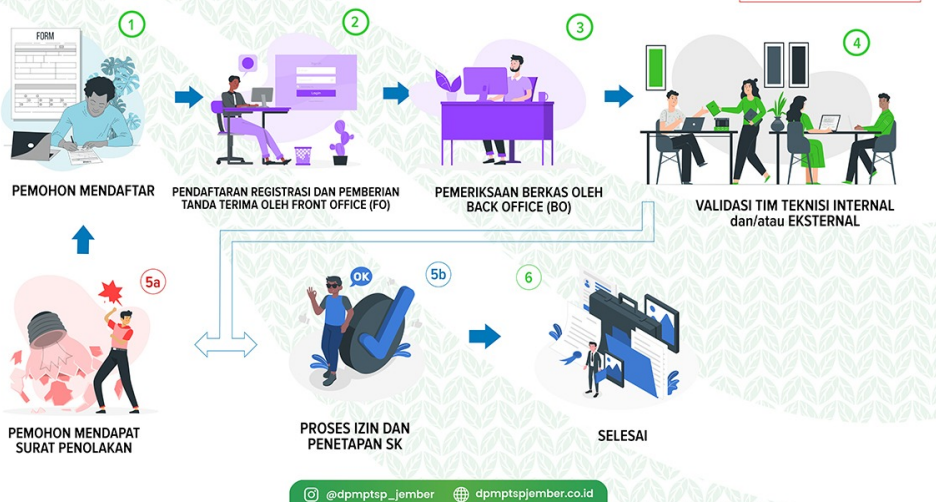 1
FORM
PEMOHON MENDAFTAR
2
LOGIN
PENDAFTARAN REGISTRASI DAN PEMBERIAN
TANDA TERIMA OLEH FRONT OFFICE (FO)
3
PEMERIKSAAN BERKAS OLEH
BACK OFFICE (BO)
4
VALIDASI TIM TEKNISI INTERNAL
dan/atau EKSTERNAL
5a
PEMOHON MENDAPAT
SURAT PENOLAKAN
5b
OK
PROSES IZIN DAN
PENETAPAN SK
6
SELESAI
@dpmptsp_jember dpmptspjember.co.id